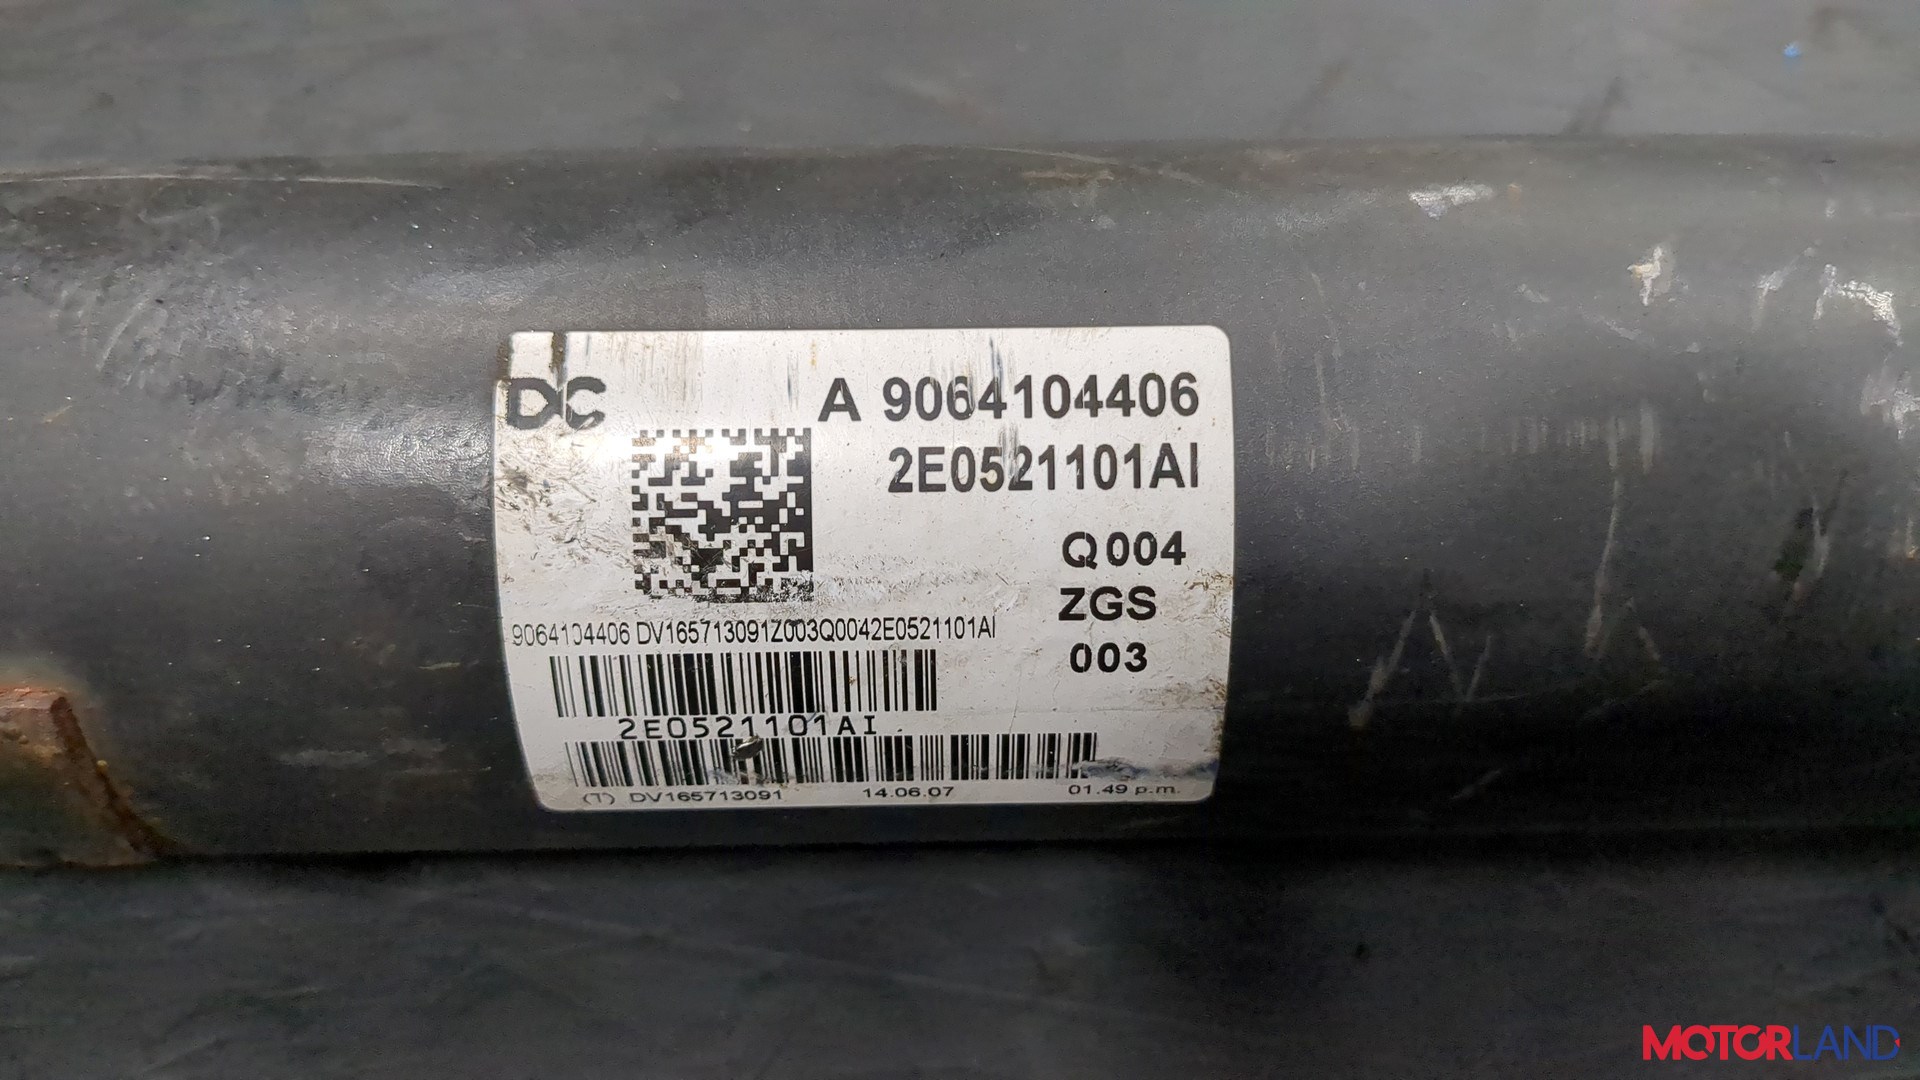 DC A 9064104406
2E0521101AI
Q004
ZGS
003
9064104406 DV165713091Z003Q0042E0521101AI
2E0521101AI
(T) DV165713091 14.06.07 01.49 p.m.
MOTORLAND